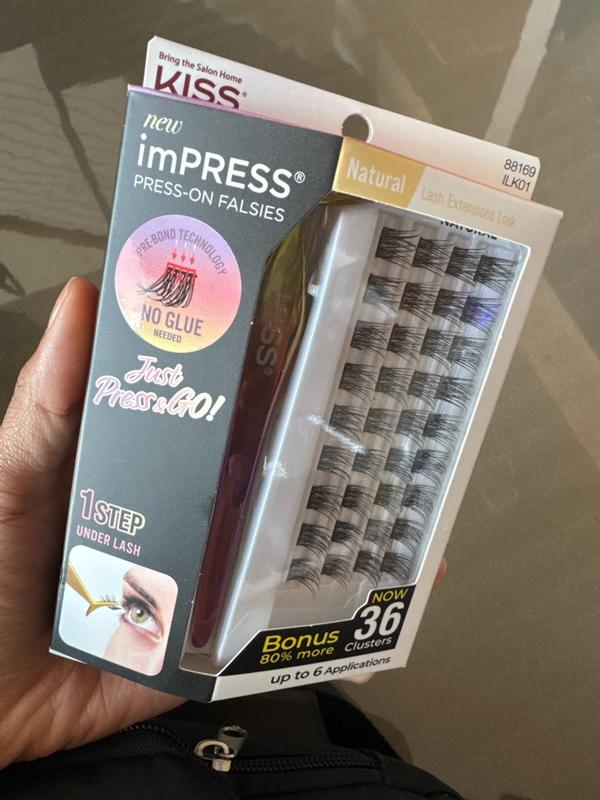 Bring the Salon Home
KISS®
new
imPRESS®
PRESS-ON FALSIES
Natural
Lash Extensions Look
88169
ILK01
NATURAL
PRE-BOND TECHNOLOGY
NO GLUE
NEEDED
Just
Press&GO!
1 STEP
UNDER LASH
Bonus
80% more
NOW
36
Clusters
up to 6 Applications